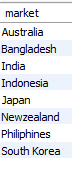 market
Australia
Bangladesh
India
Indonesia
Japan
Newzealand
Philiphines
South Korea